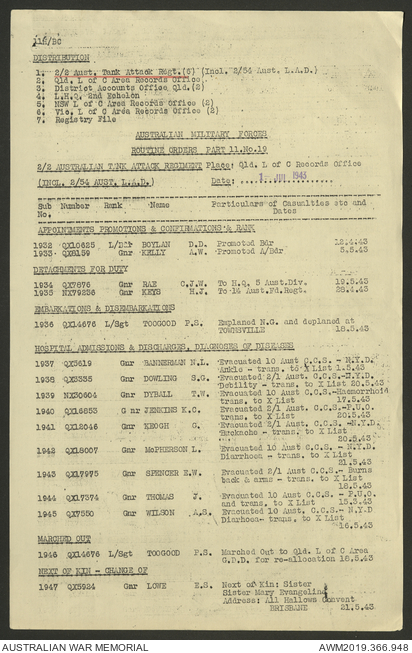 118/BC
DISTRIBUTION
1. 2/2 Aust. Tank Attack Regt.(6) (Incl. 2/54 Aust. L.A.D.)
2. Qld. L of C Area Records Office
3. District Accounts Office Qld.(2)
4. L.H.Q. 2nd Echelon
5. NSW L of C Area Records Office (2)
6. Vic. L of C Area Records Office (2)
7. Registry File
AUSTRALIAN MILITARY FORCES
ROUTINE ORDERS PART 11.No.19
2/2 AUSTRALIAN TANK ATTACK REGIMENT Place: Qld. L of C Records Office
(INCL. 2/54 AUST. L.A.D.) Date: JUN 1943
Sub No. Number Rank Name Particulars of Casualties etc and Dates
APPOINTMENTS PROMOTIONS & CONFIRMATIONS & RANK
1932 QX10625 L/Bdr BOYLAN D.D. Promoted Bdr 12.4.43
1933 QX8159 Gnr KELLY A.W. Promoted A/Bdr 5.5.43
DETACHMENTS FOR DUTY
1934 QX7876 Gnr RAE C.J.W. To H.Q. 5 Aust.Div. 19.5.43
1935 NX79256 Gnr KEYS H.J. To 14 Aust.Fd.Regt. 28.4.43
EMBARKATIONS & DISEMBARKATIONS
1936 QX14676 L/Sgt TOOGOOD P.S. Emplaned N.G. and deplaned at
TOWNSVILLE 18.5.43
HOSPITAL ADMISSIONS & DISCHARGES, DIAGNOSES OF DISEASES
1937 QX5619 Gnr BANNERMAN N.L. Evacuated 10 Aust C.C.S. - N.Y.D.
Ankle - trans. to X List 1.5.43
1938 QX3335 Gnr DOWLING S.G. Evacuated 2/1 Aust. C.C.S.-N.Y.D.
Debility - trans. to X List 20.5.43
1939 NX30604 Gnr DYBALL T.W. Evacuated 10 Aust C.C.S.-Haemorrhoid
trans. to X List 17.5.43
1940 QX16853 Gnr JENKINS K.C. Evacuated 2/1 Aust C.C.S.-P.U.O.
trans. to X List 20.5.43
1941 QX12046 Gnr KEOGH G. Evacuated 2/1 Aust. C.C.S. -N.Y.D.
- trans. to X List
20.5.43
1942 QX18007 Gnr McPHERSON L. Evacuated 10 Aust C.C.S. - N.Y.D.
Diarrhoea - trans. to X List
21.5.43
1943 QX17975 Gnr SPENCER E.W. Evacuated 2/1 Aust C.C.S.- Burns
back & arms - trans. to X List
18.5.43
1944 QX17374 Gnr THOMAS J. Evacuated 10 Aust C.C.S. - P.U.O.
and trans. to X List 15.5.43
1945 QX7550 Gnr WILSON A.S. Evacuated 10 Aust. C.C.S. - N.Y.D
Diarrhoea- trans. to X List
16.5.43
MARCHED OUT
1946 QX14676 L/Sgt TOOGOOD P.S. Marched Out to Qld. L of C Area
G.D.D. for re-allocation 18.5.43
NEXT OF KIN - CHANGE OF
1947 QX5924 Gnr LOWE E.S. Next of Kin: Sister
Sister Mary Evangeline
Address: All Hallows Convent
BRISBANE 21.5.43
AUSTRALIAN WAR MEMORIAL AWM2019.366.948